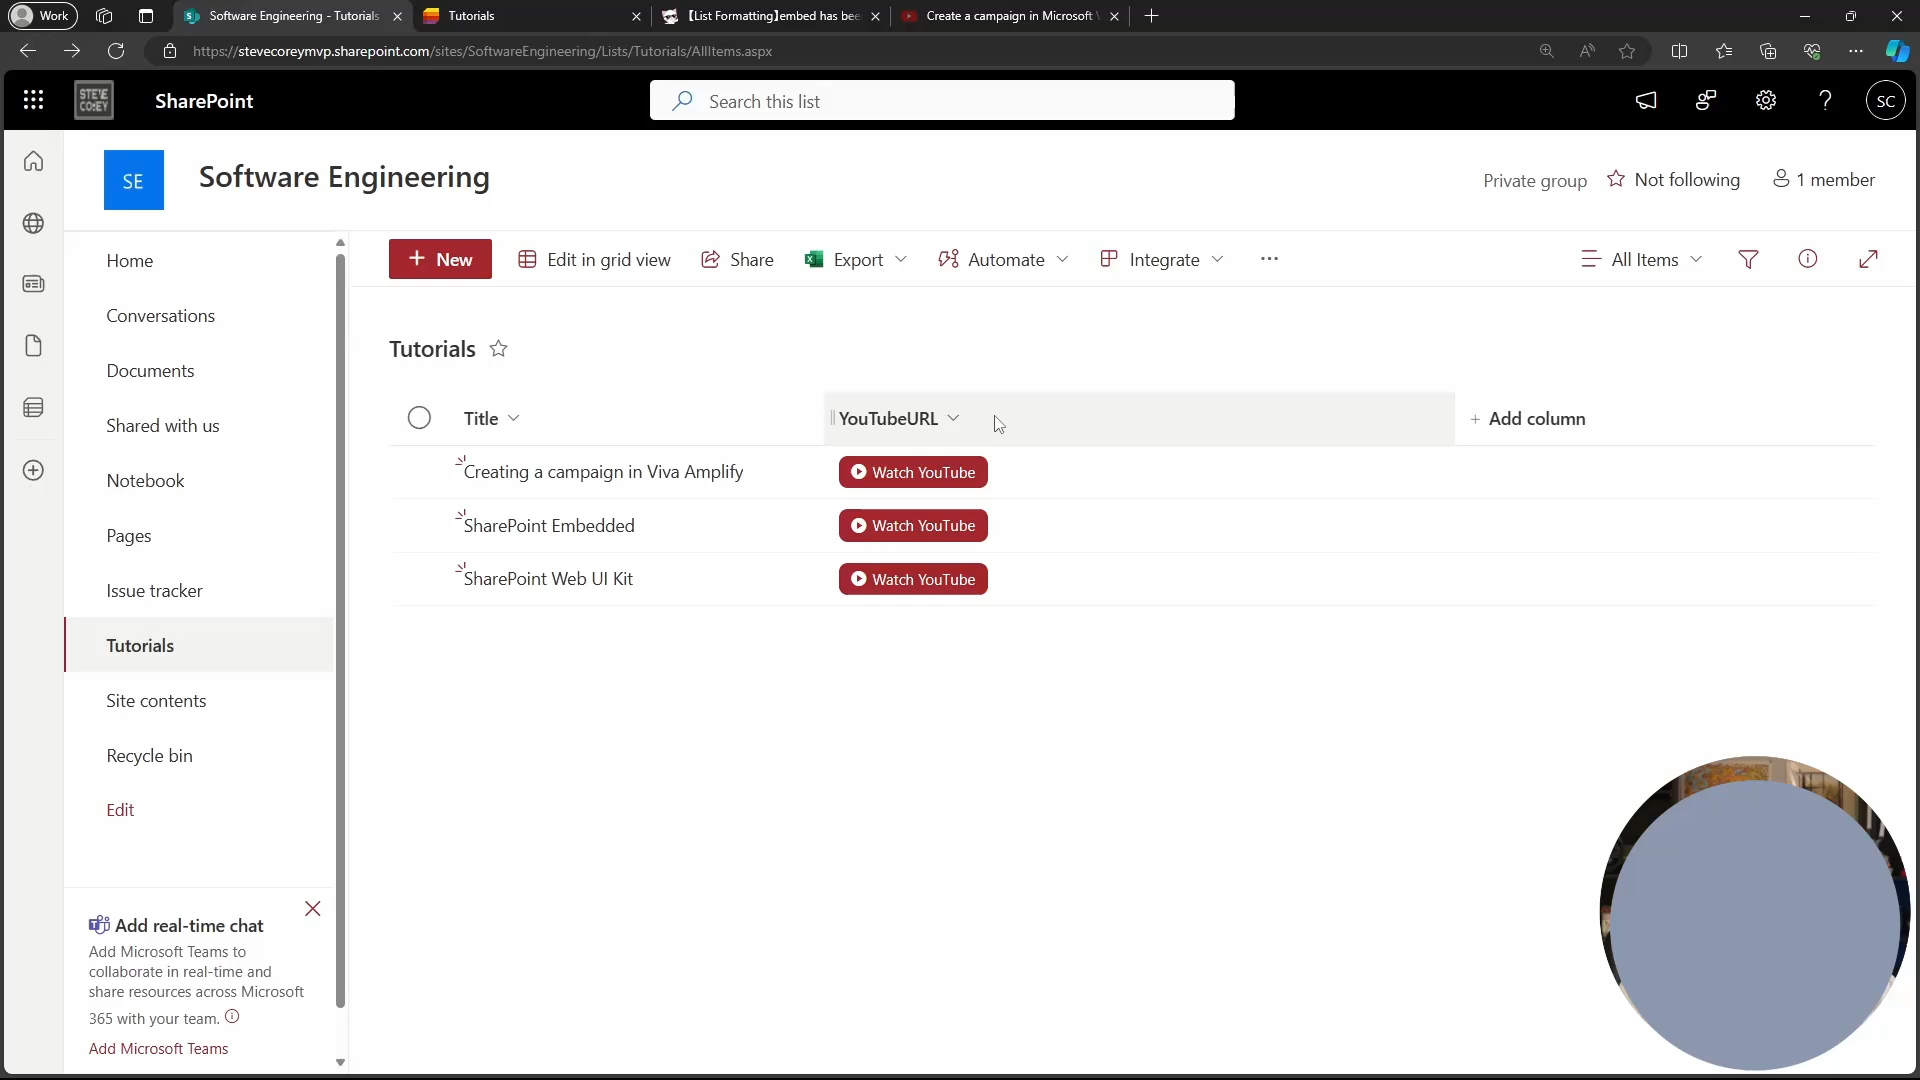 Work
Software Engineering - Tutorials
Tutorials
【List Formatting】embed has bee
Create a campaign in Microsoft V
https://stevecoreymvp.sharepoint.com/sites/SoftwareEngineering/Lists/Tutorials/AllItems.aspx
STEVE
COREY
SharePoint
Search this list
SC
SE
Software Engineering
Private group
Not following
1 member
Home
Conversations
Documents
Shared with us
Notebook
Pages
Issue tracker
Tutorials
Site contents
Recycle bin
Edit
Add real-time chat
Add Microsoft Teams to
collaborate in real-time and
share resources across Microsoft
365 with your team.
Add Microsoft Teams
+ New
Edit in grid view
Share
Export
Automate
Integrate
...
All Items
Tutorials
Title
YouTubeURL
+ Add column
Creating a campaign in Viva Amplify
Watch YouTube
SharePoint Embedded
Watch YouTube
SharePoint Web UI Kit
Watch YouTube